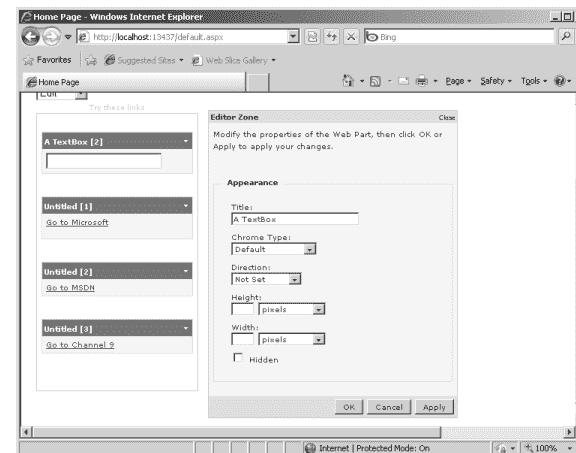 Home Page - Windows Internet Explorer
http://localhost:13437/default.aspx
Bing
Favorites
Suggested Sites
Web Slice Gallery
Home Page
Page
Safety
Tools
Edit
Try these links
A TextBox [2]
Untitled [1]
Go to Microsoft
Untitled [2]
Go to MSDN
Untitled [3]
Go to Channel 9
Editor Zone
Close
Modify the properties of the Web Part, then click OK or
Apply to apply your changes.
Appearance
Title:
A TextBox
Chrome Type:
Default
Direction:
Not Set
Height:
pixels
Width:
pixels
Hidden
OK
Cancel
Apply
Internet | Protected Mode: On
100%